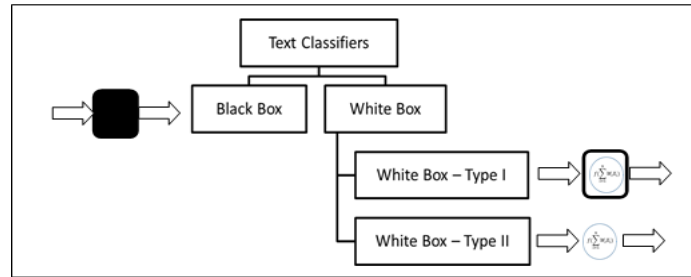 Text Classifiers
Black Box
White Box
White Box – Type I
White Box – Type II